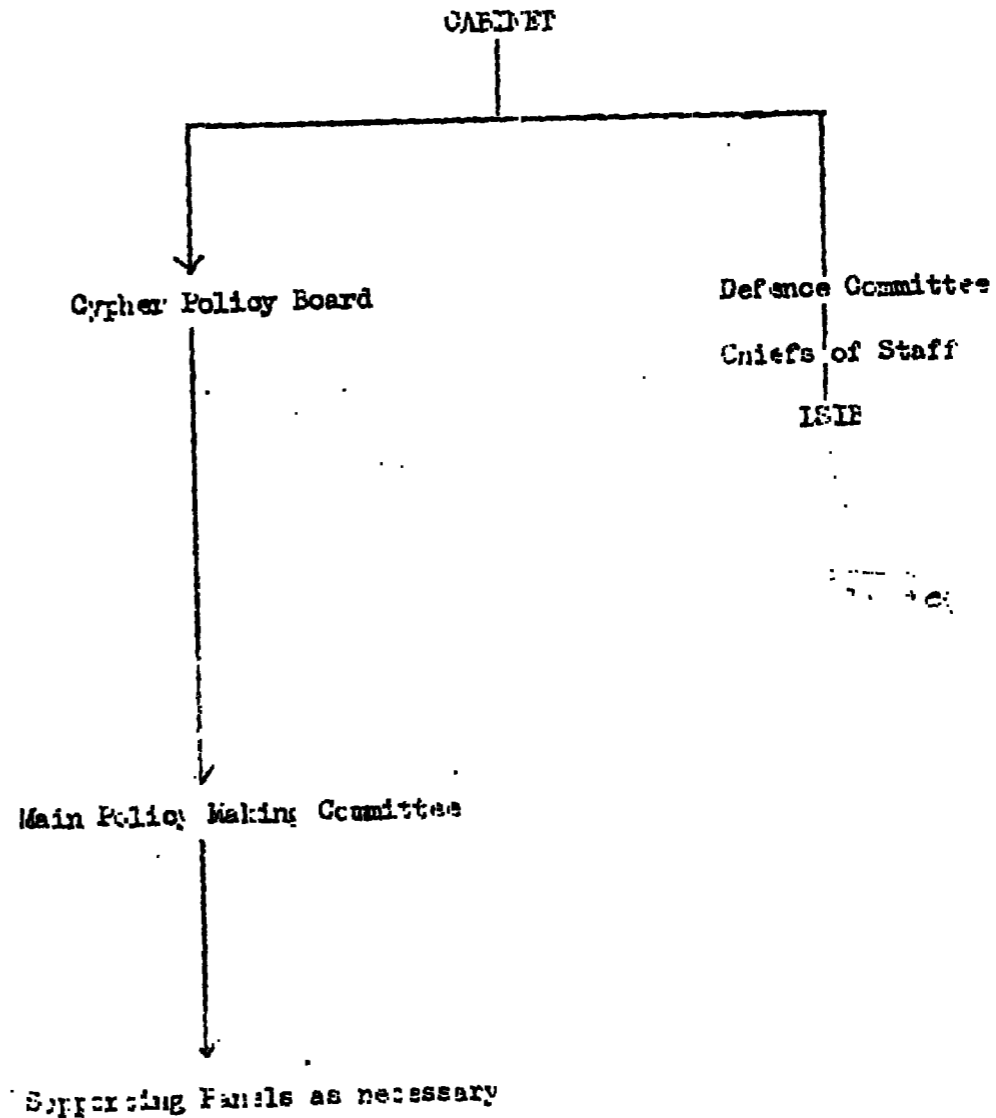 CABINET
Cypher Policy Board
Defence Committee
Chiefs of Staff
Main Policy Making Committee
Supporting Panels as necessary